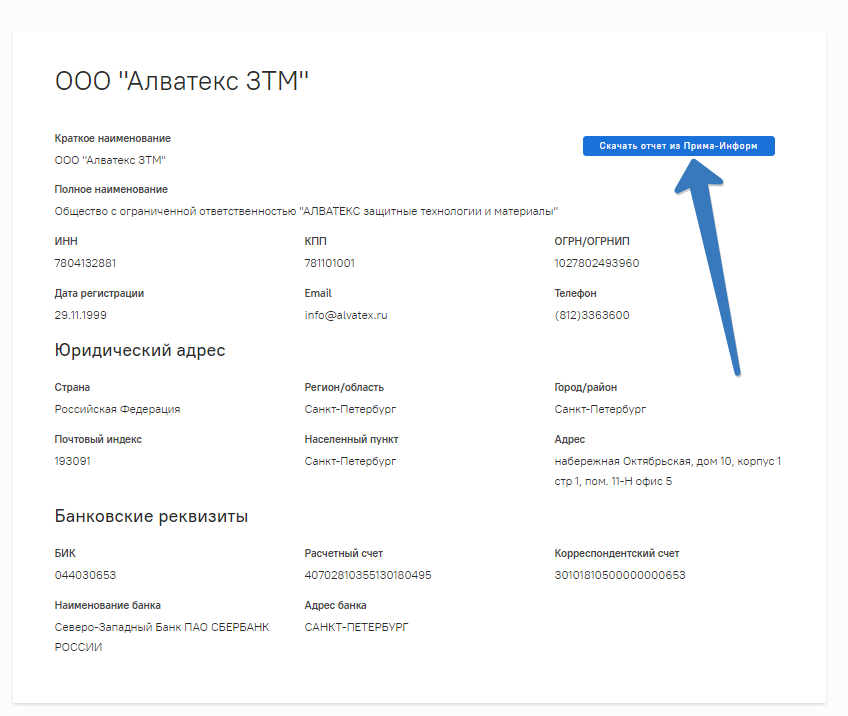 ООО "Алватекс ЗТМ"
Краткое наименование
Скачать отчет из Прима-Информ
ООО "Алватекс ЗТМ"
Полное наименование
Общество с ограниченной ответственностью "АЛВАТЕКС защитные технологии и материалы"
ИНН КПП ОГРН/ОГРНИП
7804132881 781101001 1027802493960
Дата регистрации Email Телефон
29.11.1999 info@alvatex.ru (812)3363600
Юридический адрес
Страна Регион/область Город/район
Российская Федерация Санкт-Петербург Санкт-Петербург
Почтовый индекс Населенный пункт Адрес
193091 Санкт-Петербург набережная Октябрьская, дом 10, корпус 1
стр 1, пом. 11-Н офис 5
Банковские реквизиты
БИК Расчетный счет Корреспондентский счет
044030653 40702810355130180495 30101810500000000653
Наименование банка Адрес банка
Северо-Западный Банк ПАО СБЕРБАНК САНКТ-ПЕТЕРБУРГ
РОССИИ